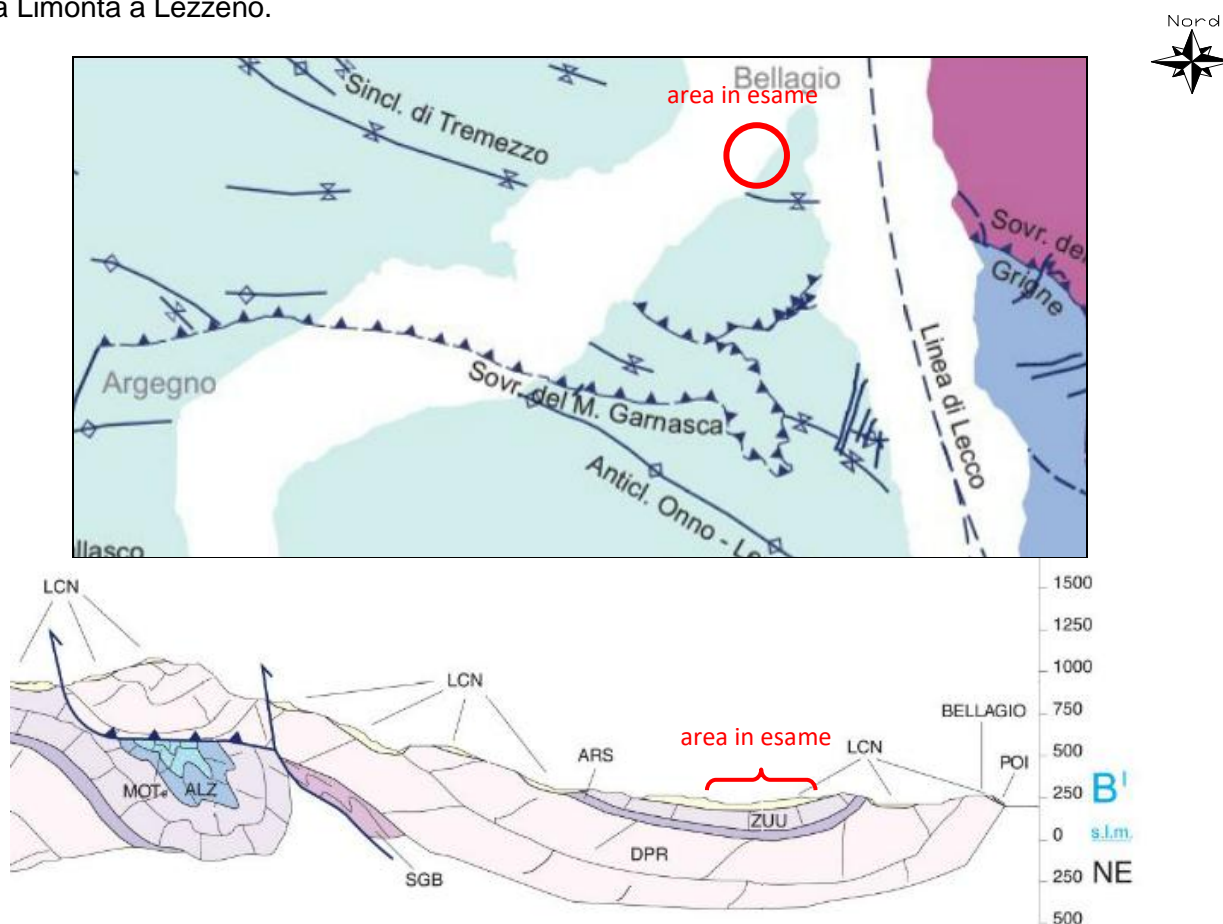 a Limonta a Lezzeno.
Nord
Bellagio
area in esame
Sincl. di Tremezzo
Sovr. del
Grigne
Argegno
Sovr. del M. Garnasca
Linea di Lecco
Anticl. Onno - Le
llasco
LCN
1500
1250
1000
LCN
750
BELLAGIO
area in esame
LCN
500
ARS
POI
MOT
ALZ
250
B'
ZUU
0
s.l.m.
DPR
SGB
250
NE
500